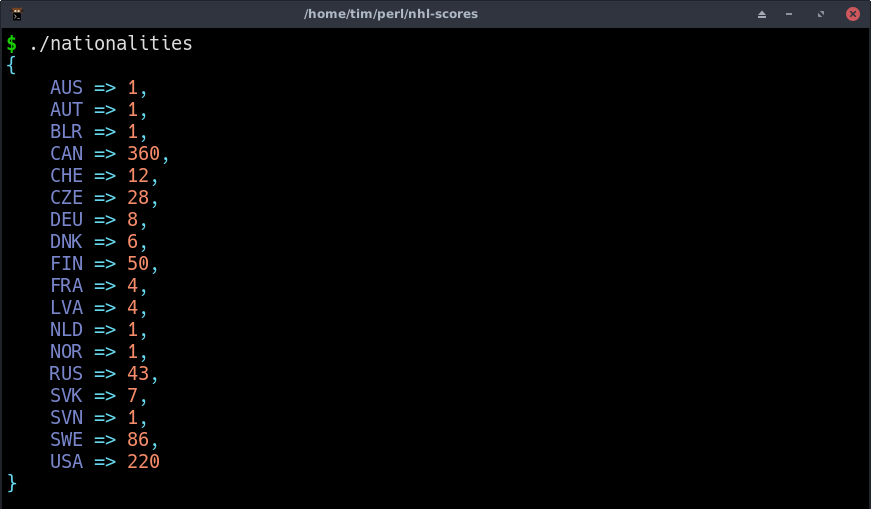 /home/tim/perl/nhl-scores
$ ./nationalities
{
    AUS => 1,
    AUT => 1,
    BLR => 1,
    CAN => 360,
    CHE => 12,
    CZE => 28,
    DEU => 8,
    DNK => 6,
    FIN => 50,
    FRA => 4,
    LVA => 4,
    NLD => 1,
    NOR => 1,
    RUS => 43,
    SVK => 7,
    SVN => 1,
    SWE => 86,
    USA => 220
}